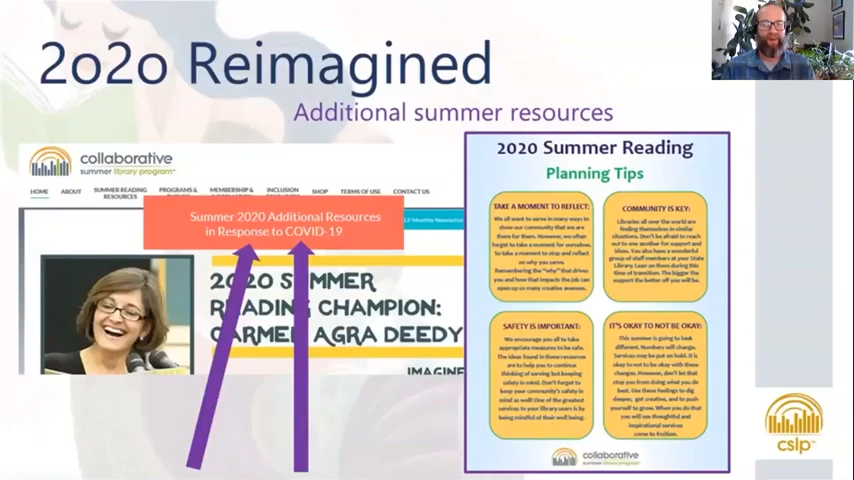 2020 Reimagined
Additional summer resources
collaborative
summer library program™
HOME
ABOUT
SUMMER READING
RESOURCES
PROGRAMS &
MEMBERSHIP &
INCLUSION
SHOP
TERMS OF USE
CONTACT US
Summer 2020 Additional Resources
in Response to COVID-19
Monthly Newsletter
2020 SUMMER
READING CHAMPION:
CARMEN AGRA DEEDY
IMAGINE
2020 Summer Reading
Planning Tips
TAKE A MOMENT TO REFLECT:
We all want to serve in many ways to
show our community that we are
there for them. However, we often
forget to take a moment for ourselves.
So take a moment to stop and reflect
on why you serve.
Remembering the "why" that drives
you and how that impacts the job can
open up so many creative avenues.
COMMUNITY IS KEY:
Libraries all over the world are
finding themselves in similar
situations. Don't be afraid to reach
out to one another for support and
ideas. You also have a wonderful
group of staff members at your State
Library. Lean on them during this
time of transition. The bigger the
support the better off you will be.
SAFETY IS IMPORTANT:
We encourage you all to take
appropriate measures to be safe.
The ideas found in these resources
are to help you to continue
thinking of serving but keeping
safety in mind. Don't forget to
keep your community's safety in
mind as well! One of the greatest
services to your library users is by
being mindful of their well being.
IT'S OKAY TO NOT BE OKAY:
This summer is going to look
different. Numbers will change.
Services may be put on hold. It is
okay to not be okay with these
changes. However, don't let that
stop you from doing what you do
best. Use these feelings to dig
deeper, get creative, and to push
yourself to grow. When you do that
you will see thoughtful and
inspirational services
come to fruition.
collaborative
summer library program™
cslp™